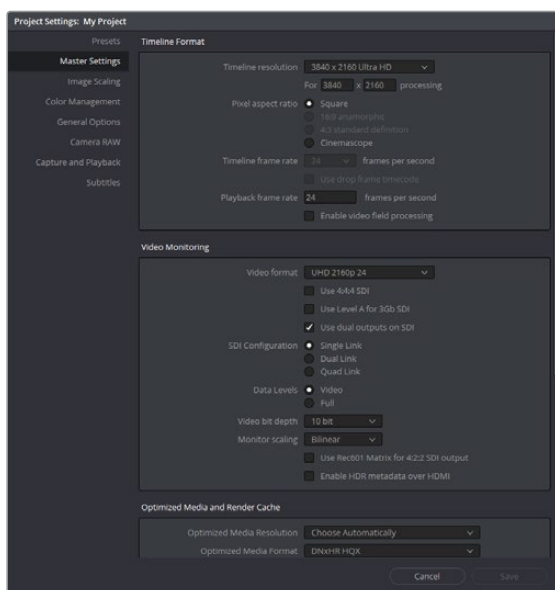 Project Settings: My Project
Presets
Master Settings
Image Scaling
Color Management
General Options
Camera RAW
Capture and Playback
Subtitles
Timeline Format
Timeline resolution 3840 x 2160 Ultra HD
For 3840 x 2160 processing
Pixel aspect ratio Square
16:9 anamorphic
4:3 standard definition
Cinemascope
Timeline frame rate 24 frames per second
Use drop frame timecode
Playback frame rate 24 frames per second
Enable video field processing
Video Monitoring
Video format UHD 2160p 24
Use 4:4:4 SDI
Use Level A for 3Gb SDI
Use dual outputs on SDI
SDI Configuration Single Link
Dual Link
Quad Link
Data Levels Video
Full
Video bit depth 10 bit
Monitor scaling Bilinear
Use Rec601 Matrix for 4:2:2 SDI output
Enable HDR metadata over HDMI
Optimized Media and Render Cache
Optimized Media Resolution Choose Automatically
Optimized Media Format DNxHR HQX
Cancel Save